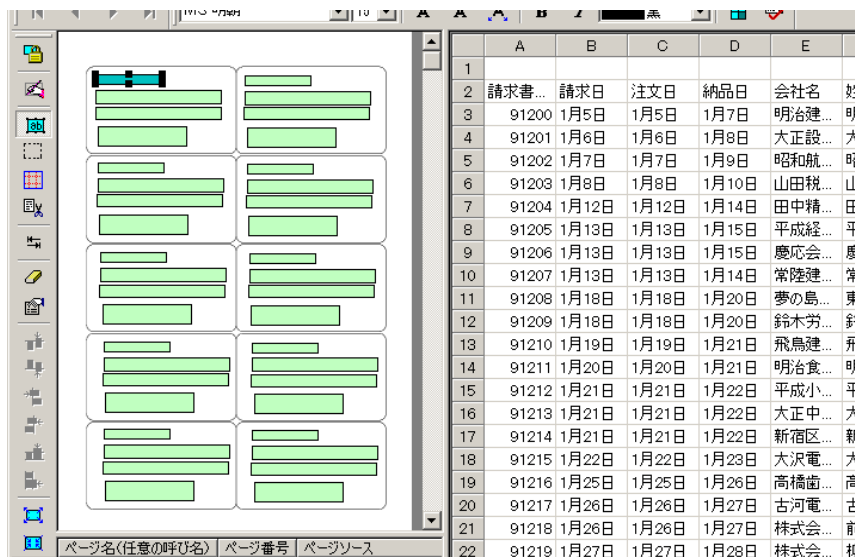 黒
A B C D E
1
2 請求書... 請求日 注文日 納品日 会社名
3 91200 1月5日 1月5日 1月7日 明治建...
4 91201 1月6日 1月6日 1月8日 大正設...
5 91202 1月7日 1月7日 1月9日 昭和航...
6 91203 1月8日 1月8日 1月10日 山田税...
7 91204 1月12日 1月12日 1月14日 田中精...
8 91205 1月13日 1月13日 1月15日 平成経...
9 91206 1月13日 1月13日 1月15日 慶応会...
10 91207 1月13日 1月13日 1月14日 常陸建...
11 91208 1月18日 1月18日 1月20日 夢の島...
12 91209 1月18日 1月18日 1月20日 鈴木労...
13 91210 1月19日 1月19日 1月21日 飛鳥建...
14 91211 1月20日 1月20日 1月21日 明治食...
15 91212 1月21日 1月21日 1月22日 平成小...
16 91213 1月21日 1月21日 1月22日 大正中...
17 91214 1月21日 1月21日 1月22日 新宿区...
18 91215 1月22日 1月22日 1月23日 大沢電...
19 91216 1月25日 1月25日 1月26日 高橋歯...
20 91217 1月26日 1月26日 1月27日 古河電...
21 91218 1月26日 1月26日 1月27日 株式会...
22 91219 1月27日 1月27日 1月28日 株式会...
ページ名(任意の呼び名) ページ番号 ページソース